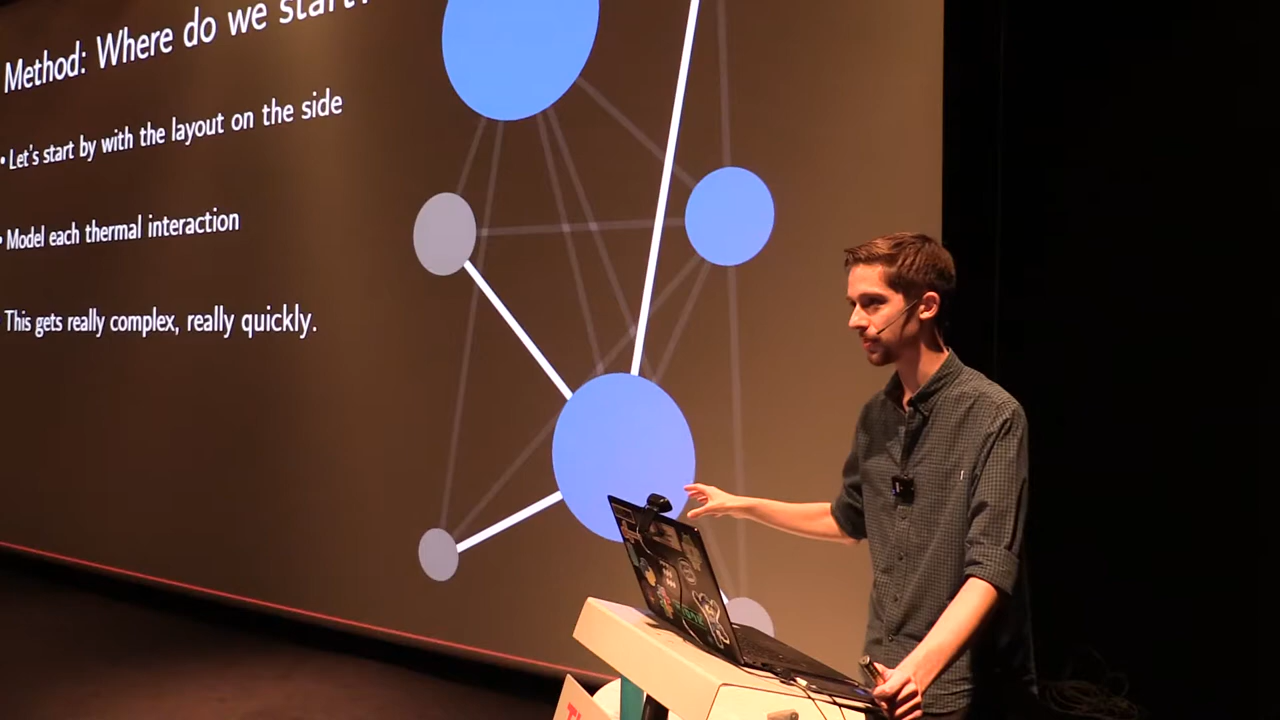 Method: Where do we start?
• Let's start by with the layout on the side
• Model each thermal interaction
This gets really complex, really quickly.